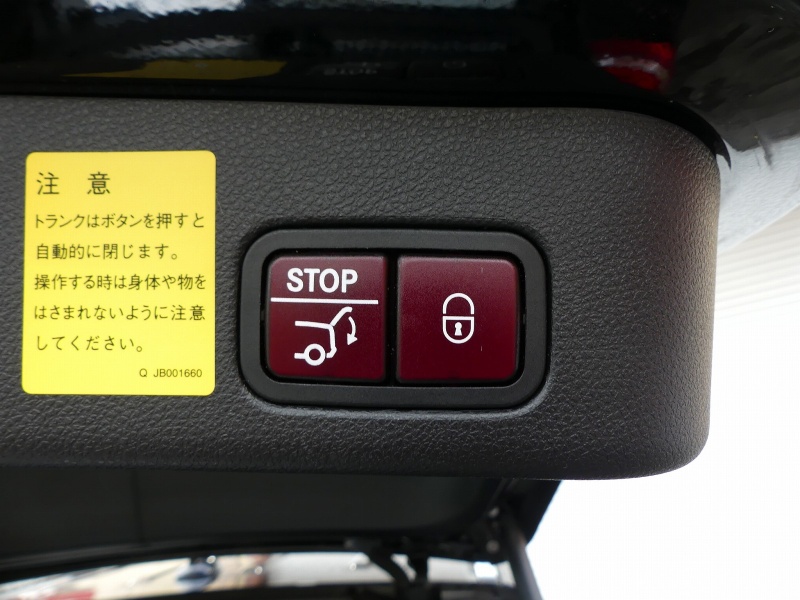 注 意
トランクはボタンを押すと
自動的に閉じます。
操作する時は身体や物を
はさまれないように注意
してください。
Q JB001660
STOP